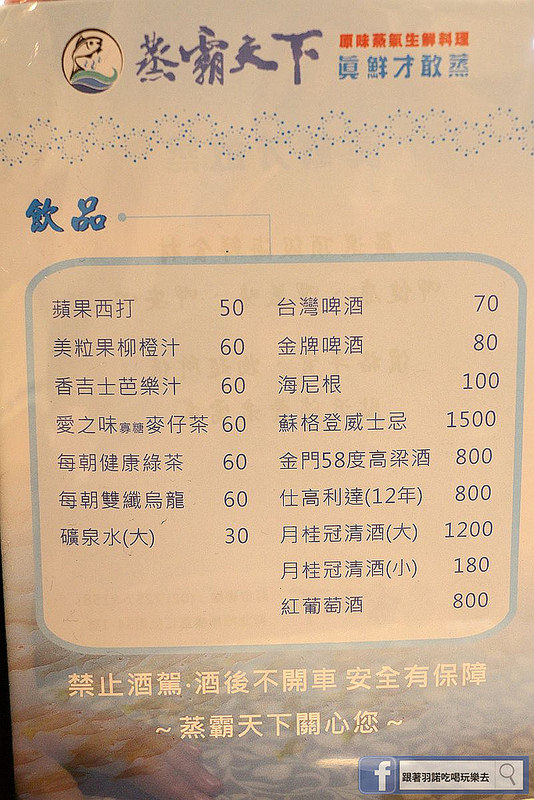 蒸霸天下
原味蒸氣生鮮料理
真鮮才敢蒸
飲品
蘋果西打 50
美粒果柳橙汁 60
香吉士芭樂汁 60
愛之味寡糖麥仔茶 60
每朝健康綠茶 60
每朝雙纖烏龍 60
礦泉水(大) 30
台灣啤酒 70
金牌啤酒 80
海尼根 100
蘇格登威士忌 1500
金門58度高梁酒 800
仕高利達(12年) 800
月桂冠清酒(大) 1200
月桂冠清酒(小) 180
紅葡萄酒 800
禁止酒駕·酒後不開車 安全有保障
~蒸霸天下關心您~
f 跟著羽諾吃喝玩樂去